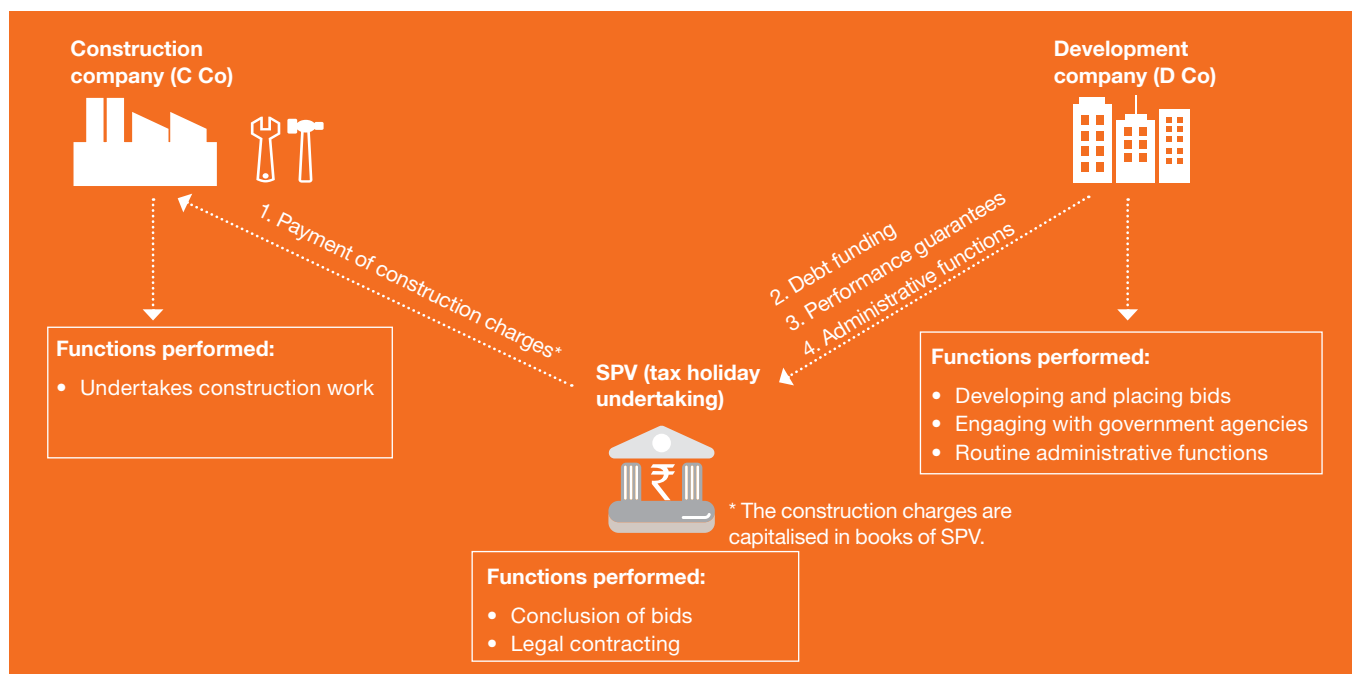 Construction
company (C Co)
Development
company (D Co)
1. Payment of construction charges*
2. Debt funding
3. Performance guarantees
4. Administrative functions
Functions performed:
• Undertakes construction work
SPV (tax holiday
undertaking)
₹
* The construction charges are
capitalised in books of SPV.
Functions performed:
• Developing and placing bids
• Engaging with government agencies
• Routine administrative functions
Functions performed:
• Conclusion of bids
• Legal contracting